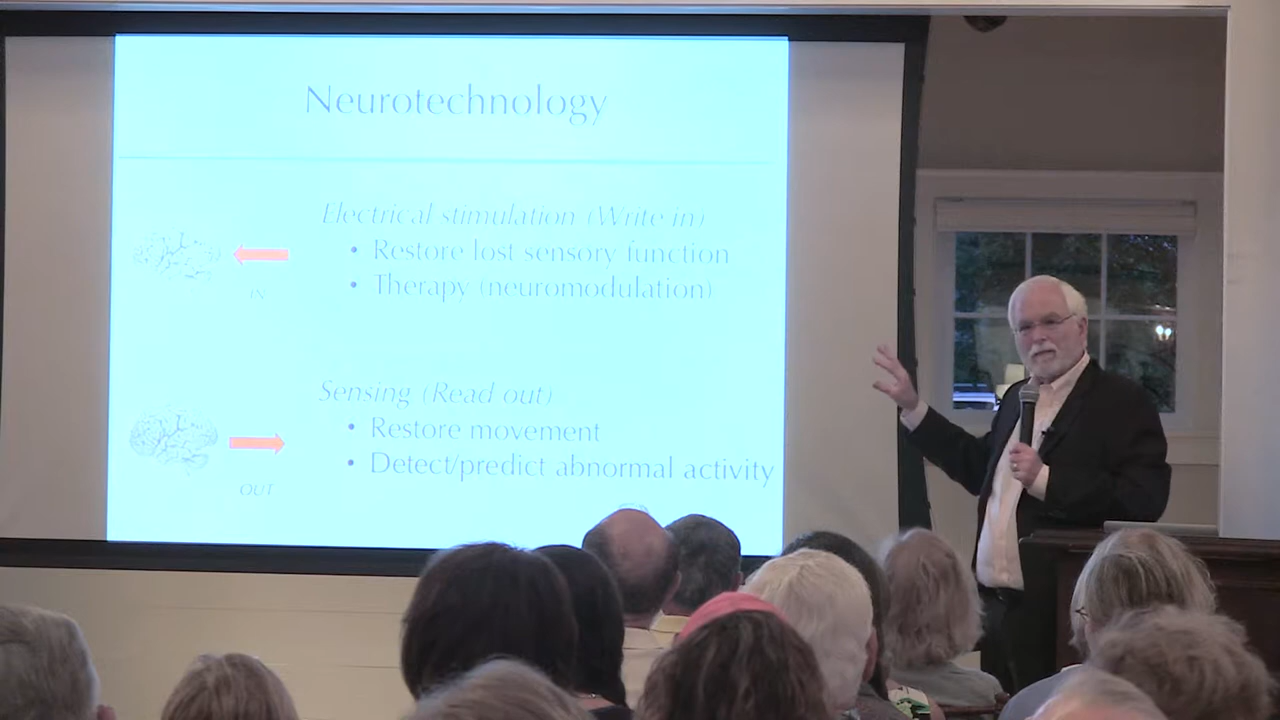 Neurotechnology
Electrical stimulation (Write in)
• Restore lost sensory function
• Therapy (neuromodulation)
IN
Sensing (Read out)
• Restore movement
• Detect/predict abnormal activity
OUT